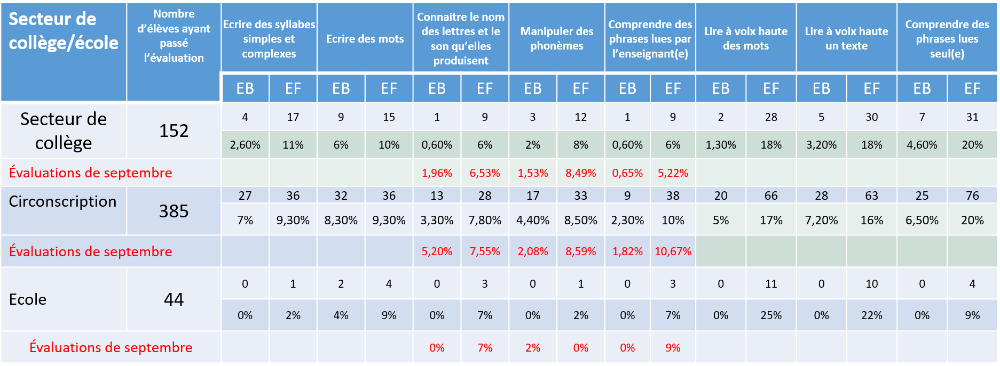 Secteur de collège/école
Nombre d’élèves ayant passé l’évaluation
Ecrire des syllabes simples et complexes
Ecrire des mots
Connaitre le nom des lettres et le son qu’elles produisent
Manipuler des phonèmes
Comprendre des phrases lues par l’enseignant(e)
Lire à voix haute des mots
Lire à voix haute un texte
Comprendre des phrases lues seul(e)
EB EF EB EF EB EF EB EF EB EF EB EF EB EF EB EF
Secteur de collège
152
4 17 9 15 1 9 3 12 1 9 2 28 5 30 7 31
2,60% 11% 6% 10% 0,60% 6% 2% 8% 0,60% 6% 1,30% 18% 3,20% 18% 4,60% 20%
Évaluations de septembre 1,96% 6,53% 1,53% 8,49% 0,65% 5,22%
Circonscription
385
27 36 32 36 13 28 17 33 9 38 20 66 28 63 25 76
7% 9,30% 8,30% 9,30% 3,30% 7,80% 4,40% 8,50% 2,30% 10% 5% 17% 7,20% 16% 6,50% 20%
Évaluations de septembre 5,20% 7,55% 2,08% 8,59% 1,82% 10,67%
Ecole
44
0 1 2 4 0 3 0 1 0 3 0 11 0 10 0 4
0% 2% 4% 9% 0% 7% 0% 2% 0% 7% 0% 25% 0% 22% 0% 9%
Évaluations de septembre 0% 7% 2% 0% 0% 9%